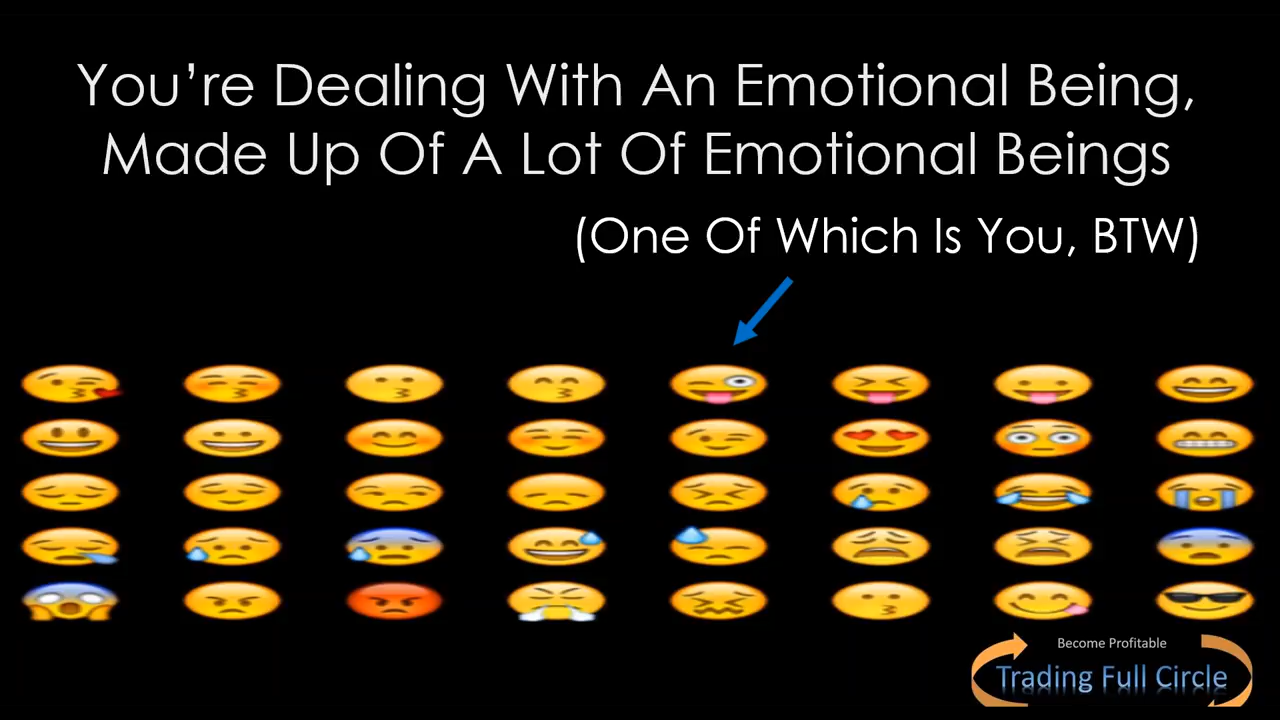 You’re Dealing With An Emotional Being,
Made Up Of A Lot Of Emotional Beings
(One Of Which Is You, BTW)
Become Profitable
Trading Full Circle